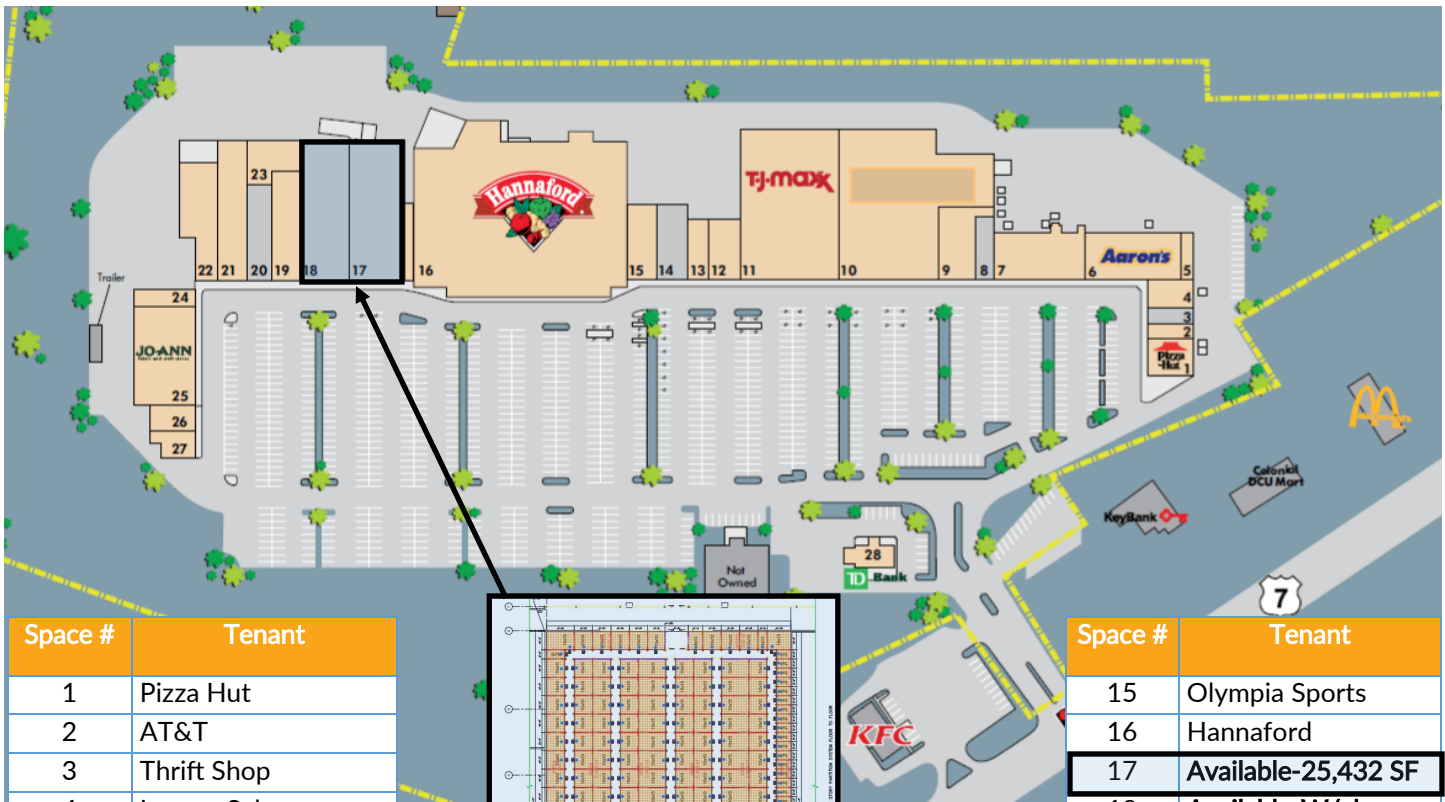 23
Hannaford
T·J·maxx
Aaron's
22 21 20 19 18 17 16 15 14 13 12 11 10 9 8 7 6 5
Trailer
24
4
3
2
JO-ANN
Pizza Hut
1
25
26
27
Colonial
DCU Mart
KeyBank
28
TD Bank
Not
Owned
7
KFC
Space # Tenant
1 Pizza Hut
2 AT&T
3 Thrift Shop
Space # Tenant
15 Olympia Sports
16 Hannaford
17 Available-25,432 SF